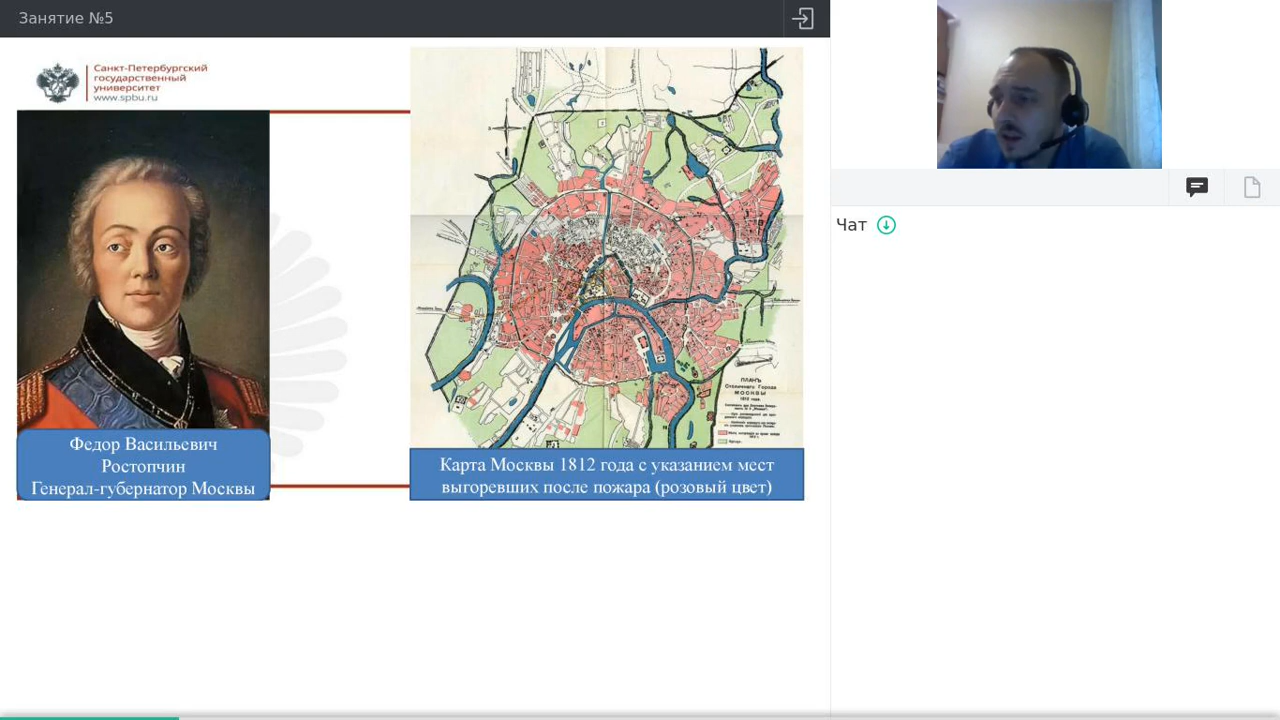 Занятие №5
Санкт-Петербургский
государственный
университет
www.spbu.ru
ПЛАНЪ
Столичнаго Города
МОСКВЫ
Федор Васильевич
Ростопчин
Генерал-губернатор Москвы
Карта Москвы 1812 года с указанием мест
выгоревших после пожара (розовый цвет)
Чат